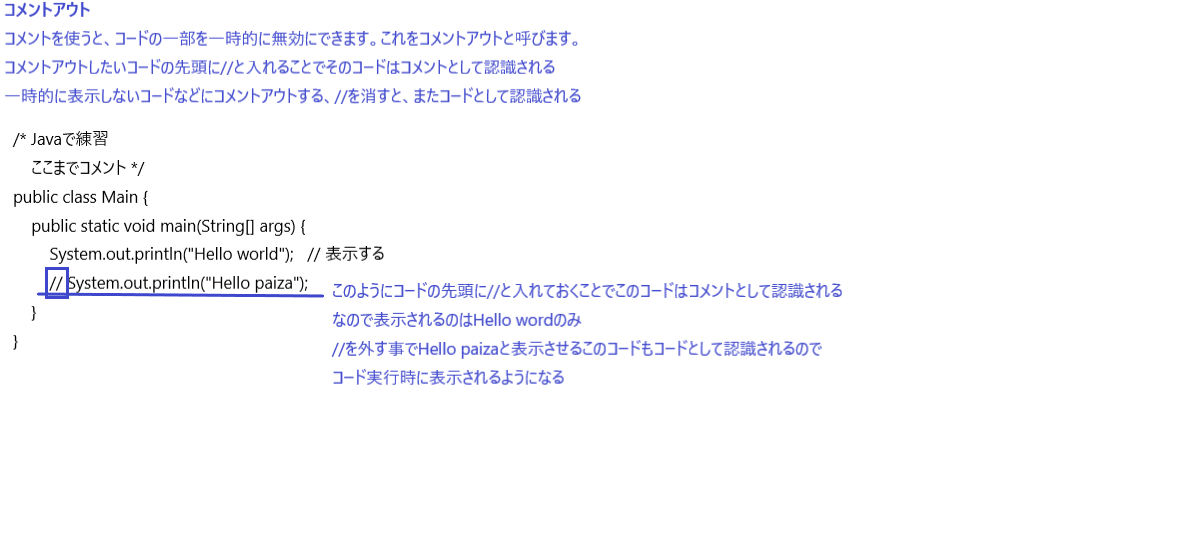 コメントアウト
コメントを使うと、コードの一部を一時的に無効にできます。これをコメントアウトと呼びます。
コメントアウトしたいコードの先頭に//と入れることでそのコードはコメントとして認識される
一時的に表示しないコードなどにコメントアウトする、//を消すと、またコードとして認識される
/* Javaで練習
ここまでコメント */
public class Main {
public static void main(String[] args) {
System.out.println("Hello world"); // 表示する
// System.out.println("Hello paiza");
このようにコードの先頭に//と入れておくことでこのコードはコメントとして認識される
}
なので表示されるのはHello wordのみ
}
//を外す事でHello paizaと表示させるこのコードもコードとして認識されるので
コード実行時に表示されるようになる